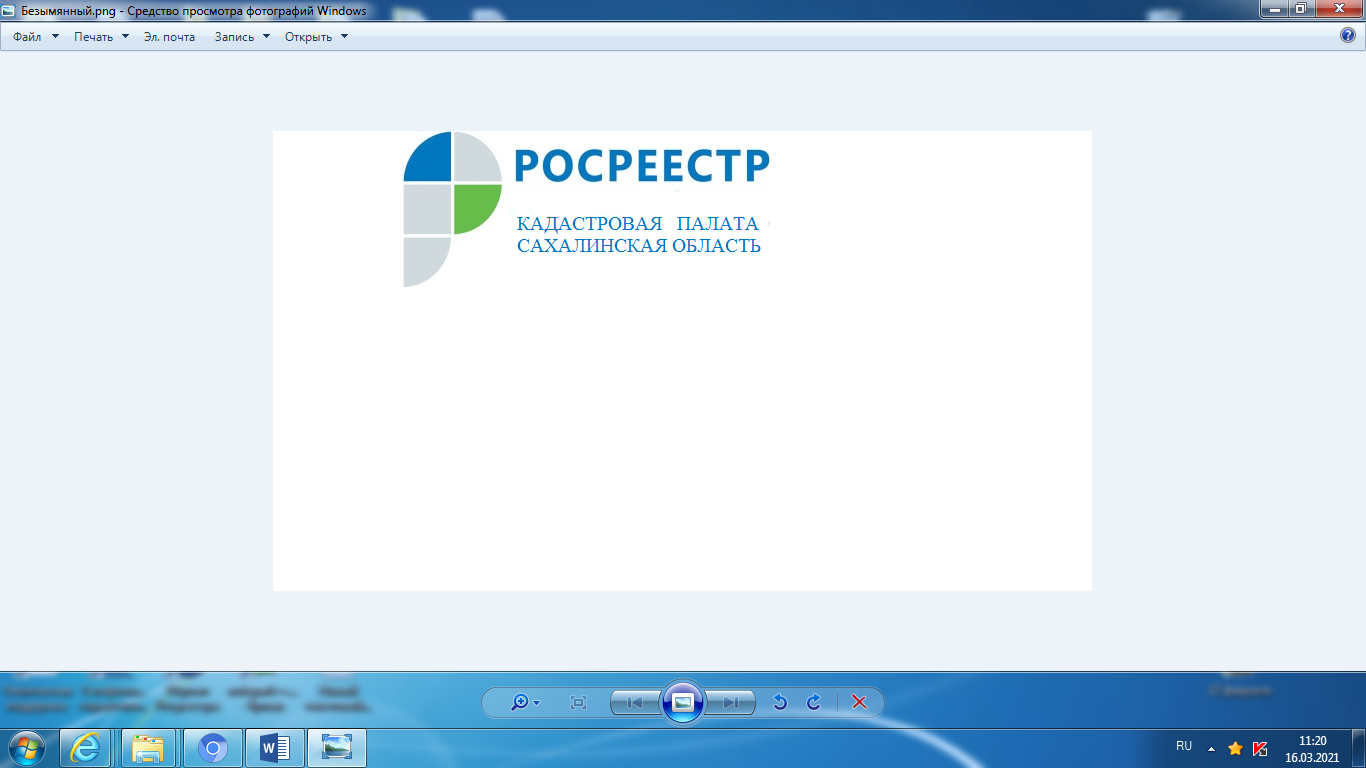 Безымянный.png - Средство просмотра фотографий Windows
Файл Печать Эл. почта Запись Открыть
РОСРЕЕСТР
КАДАСТРОВАЯ ПАЛАТА
САХАЛИНСКАЯ ОБЛАСТЬ
RU
11:20
16.03.2021